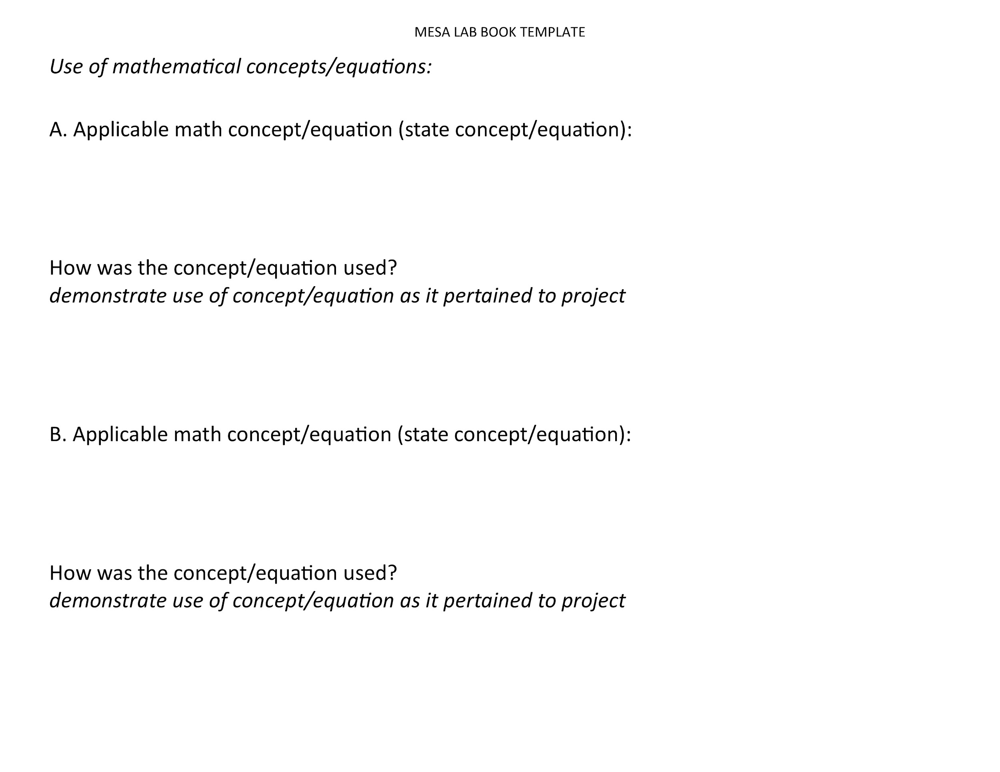 MESA LAB BOOK TEMPLATE
Use of mathematical concepts/equations:
A. Applicable math concept/equation (state concept/equation):
How was the concept/equation used?
demonstrate use of concept/equation as it pertained to project
B. Applicable math concept/equation (state concept/equation):
How was the concept/equation used?
demonstrate use of concept/equation as it pertained to project